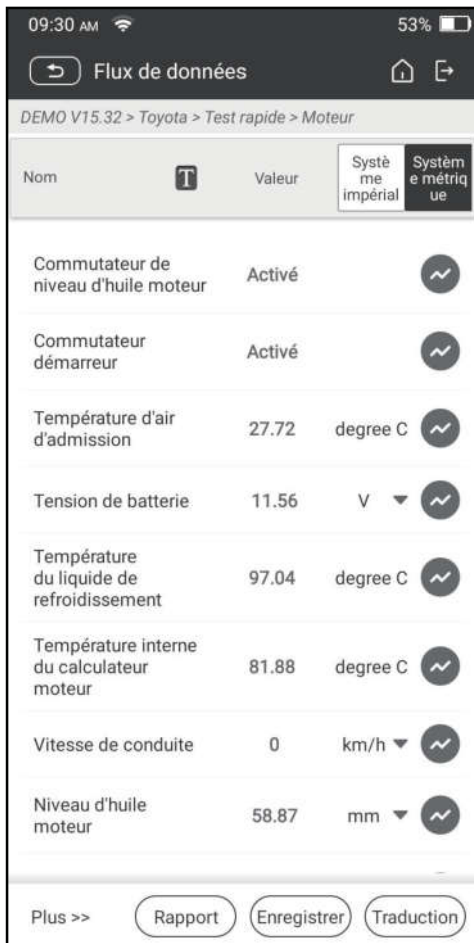 09:30 AM 53%
Flux de données
DEMO V15.32 > Toyota > Test rapide > Moteur
Nom T Valeur
Systè
me
impérial
Systèm
e métriq
ue
Commutateur de
niveau d'huile moteur
Activé
Commutateur
démarreur
Activé
Température d'air
d'admission
27.72 degree C
Tension de batterie 11.56 V
Température
du liquide de
refroidissement
97.04 degree C
Température interne
du calculateur
moteur
81.88 degree C
Vitesse de conduite 0 km/h
Niveau d'huile
moteur
58.87 mm
Plus >> Rapport Enregistrer Traduction